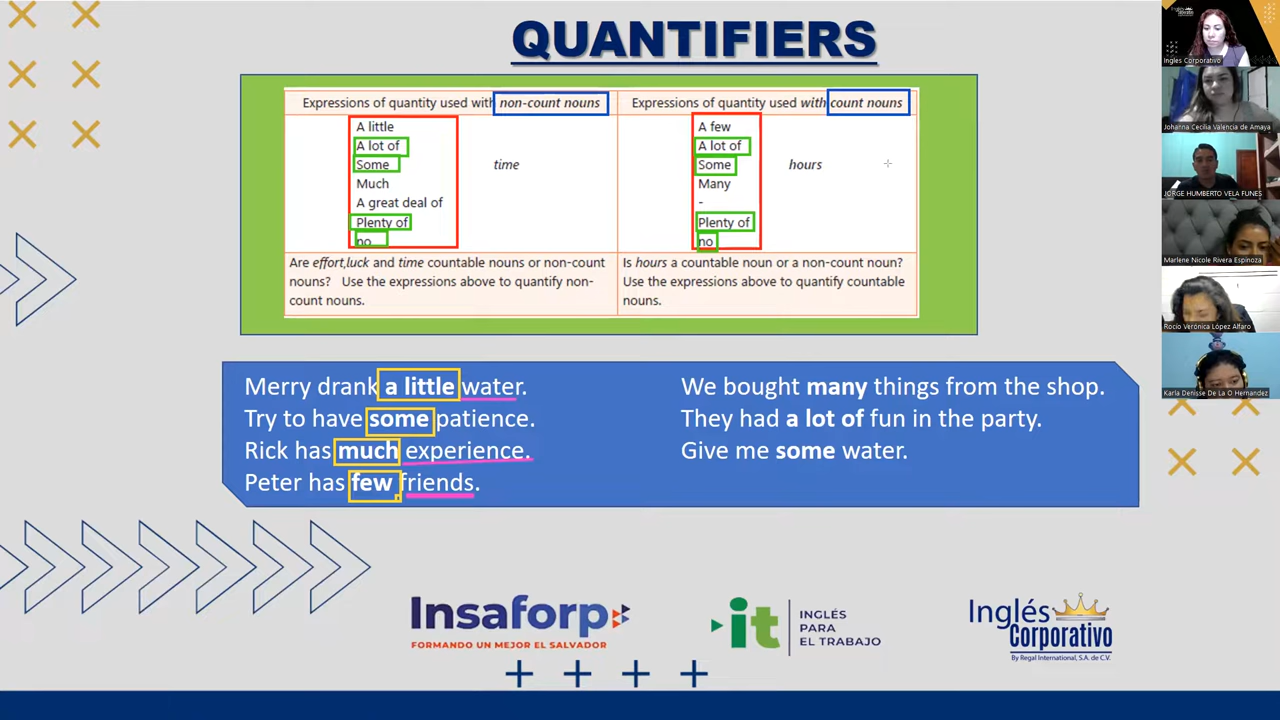 QUANTIFIERS
Expressions of quantity used with non-count nouns
A little
A lot of
Some
Much
A great deal of
Plenty of
no
time
Are effort,luck and time countable nouns or non-count
nouns? Use the expressions above to quantify non-
count nouns.
Expressions of quantity used with count nouns
A few
A lot of
Some
Many
-
Plenty of
no
hours
Is hours a countable noun or a non-count noun?
Use the expressions above to quantify countable
nouns.
Merry drank a little water.
Try to have some patience.
Rick has much experience.
Peter has few friends.
We bought many things from the shop.
They had a lot of fun in the party.
Give me some water.
Insaforp
FORMANDO UN MEJOR EL SALVADOR
it
INGLÉS
PARA
EL TRABAJO
Inglés
Corporativo
By Regal International, S.A. de C.V.
Ingles Corporativo
Johanna Cecilia Valencia de Amaya
JORGE HUMBERTO VELA FUNES
Marlene Nicole Rivera Espinoza
Rocío Verónica López Alfaro
Karla Denisse De La O Hernandez